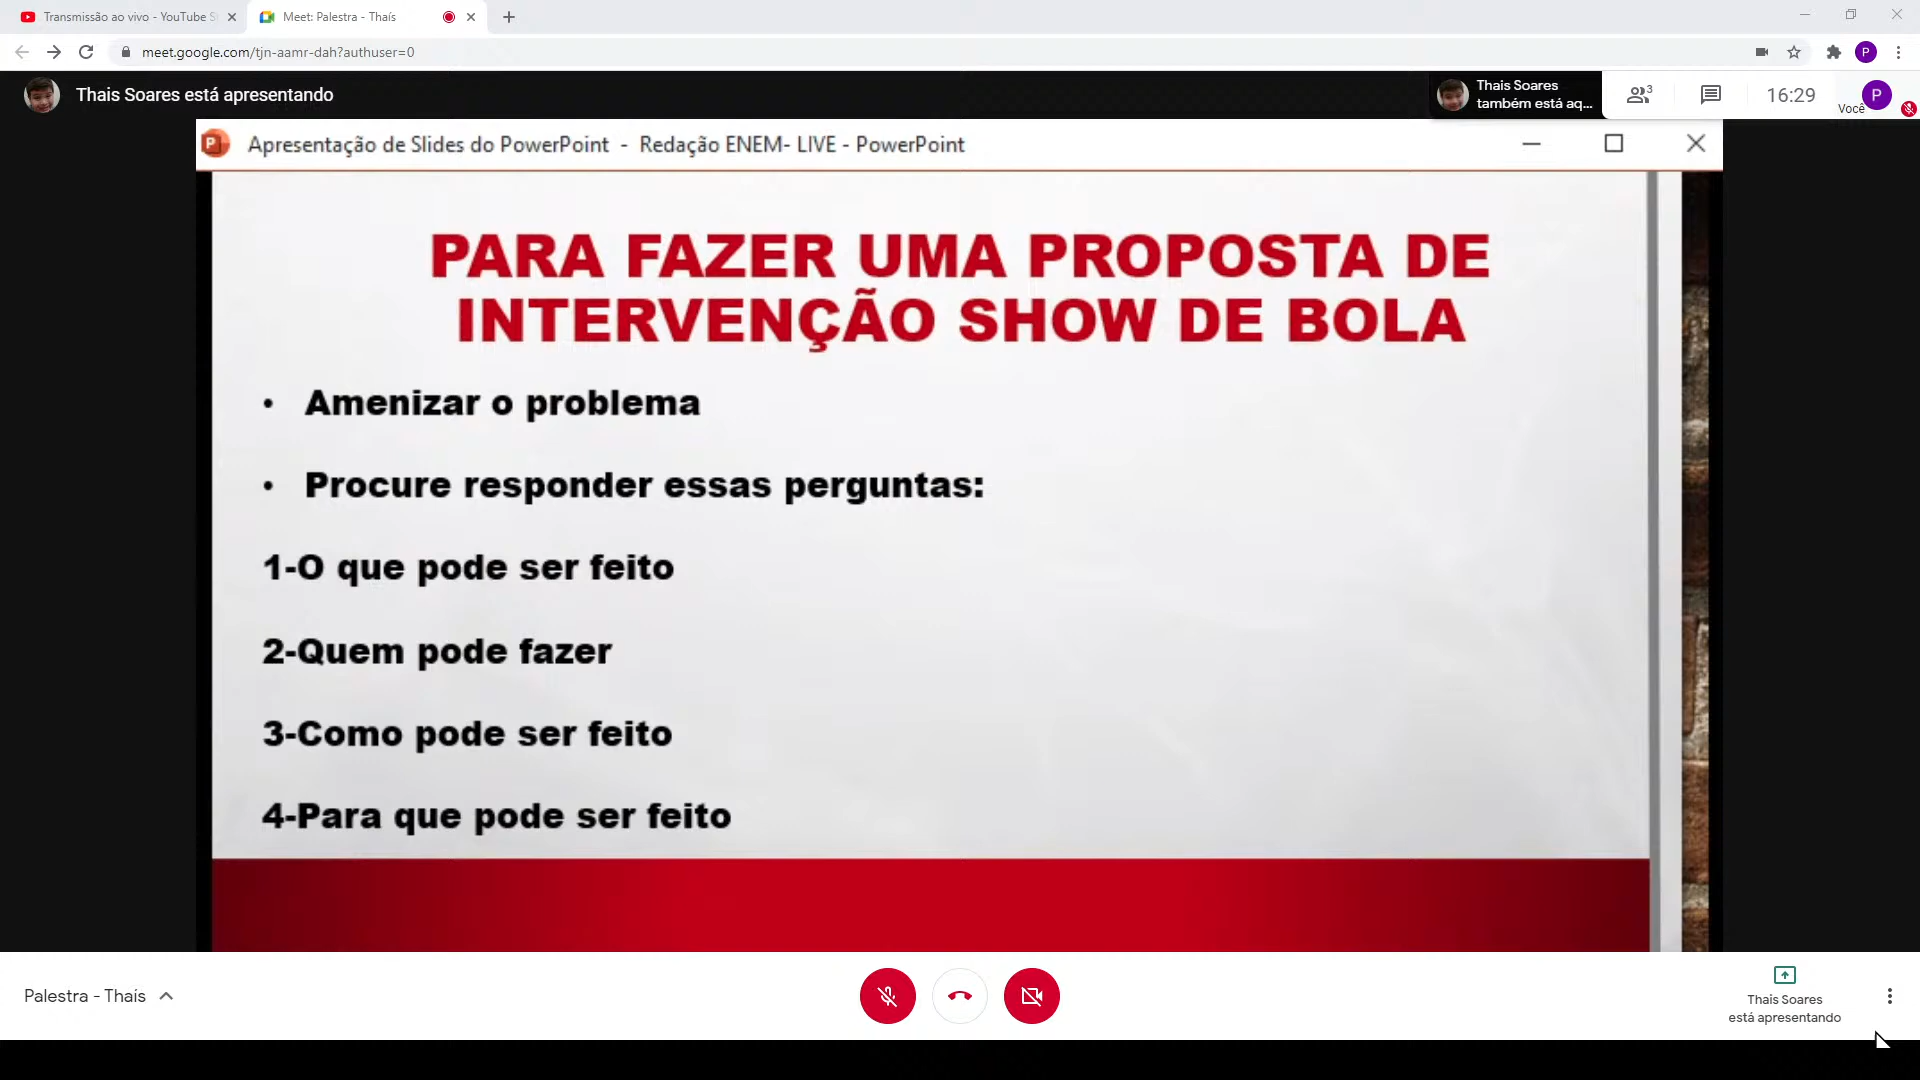 Transmissão ao vivo - YouTube S
Meet: Palestra - Thaís
meet.google.com/tjn-aamr-dah?authuser=0
P
Thais Soares está apresentando
Thais Soares
também está aq...
3
16:29
Você
P
Apresentação de Slides do PowerPoint - Redação ENEM- LIVE - PowerPoint
PARA FAZER UMA PROPOSTA DE
INTERVENÇÃO SHOW DE BOLA
• Amenizar o problema
• Procure responder essas perguntas:
1-O que pode ser feito
2-Quem pode fazer
3-Como pode ser feito
4-Para que pode ser feito
Palestra - Thaís
Thais Soares
está apresentando